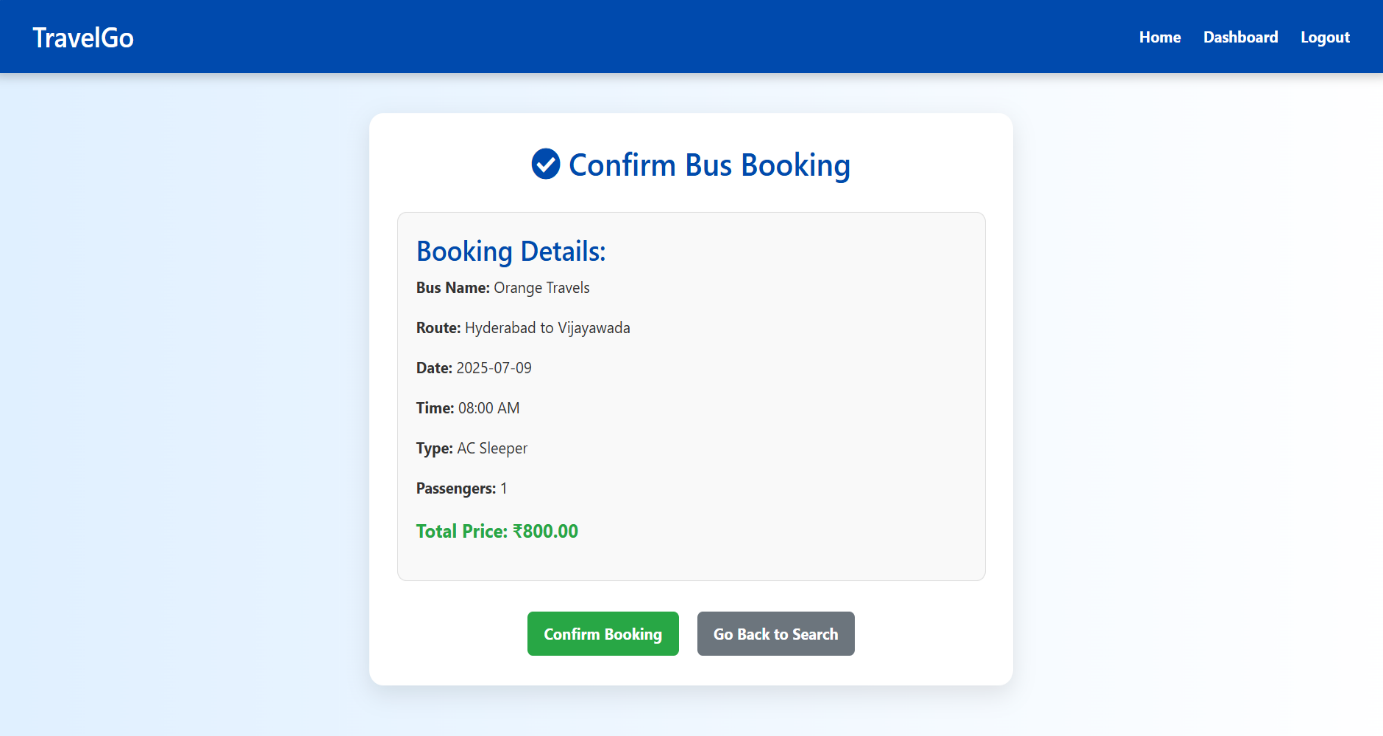 TravelGo
Home Dashboard Logout
Confirm Bus Booking
Booking Details:
Bus Name: Orange Travels
Route: Hyderabad to Vijayawada
Date: 2025-07-09
Time: 08:00 AM
Type: AC Sleeper
Passengers: 1
Total Price: ₹800.00
Confirm Booking Go Back to Search